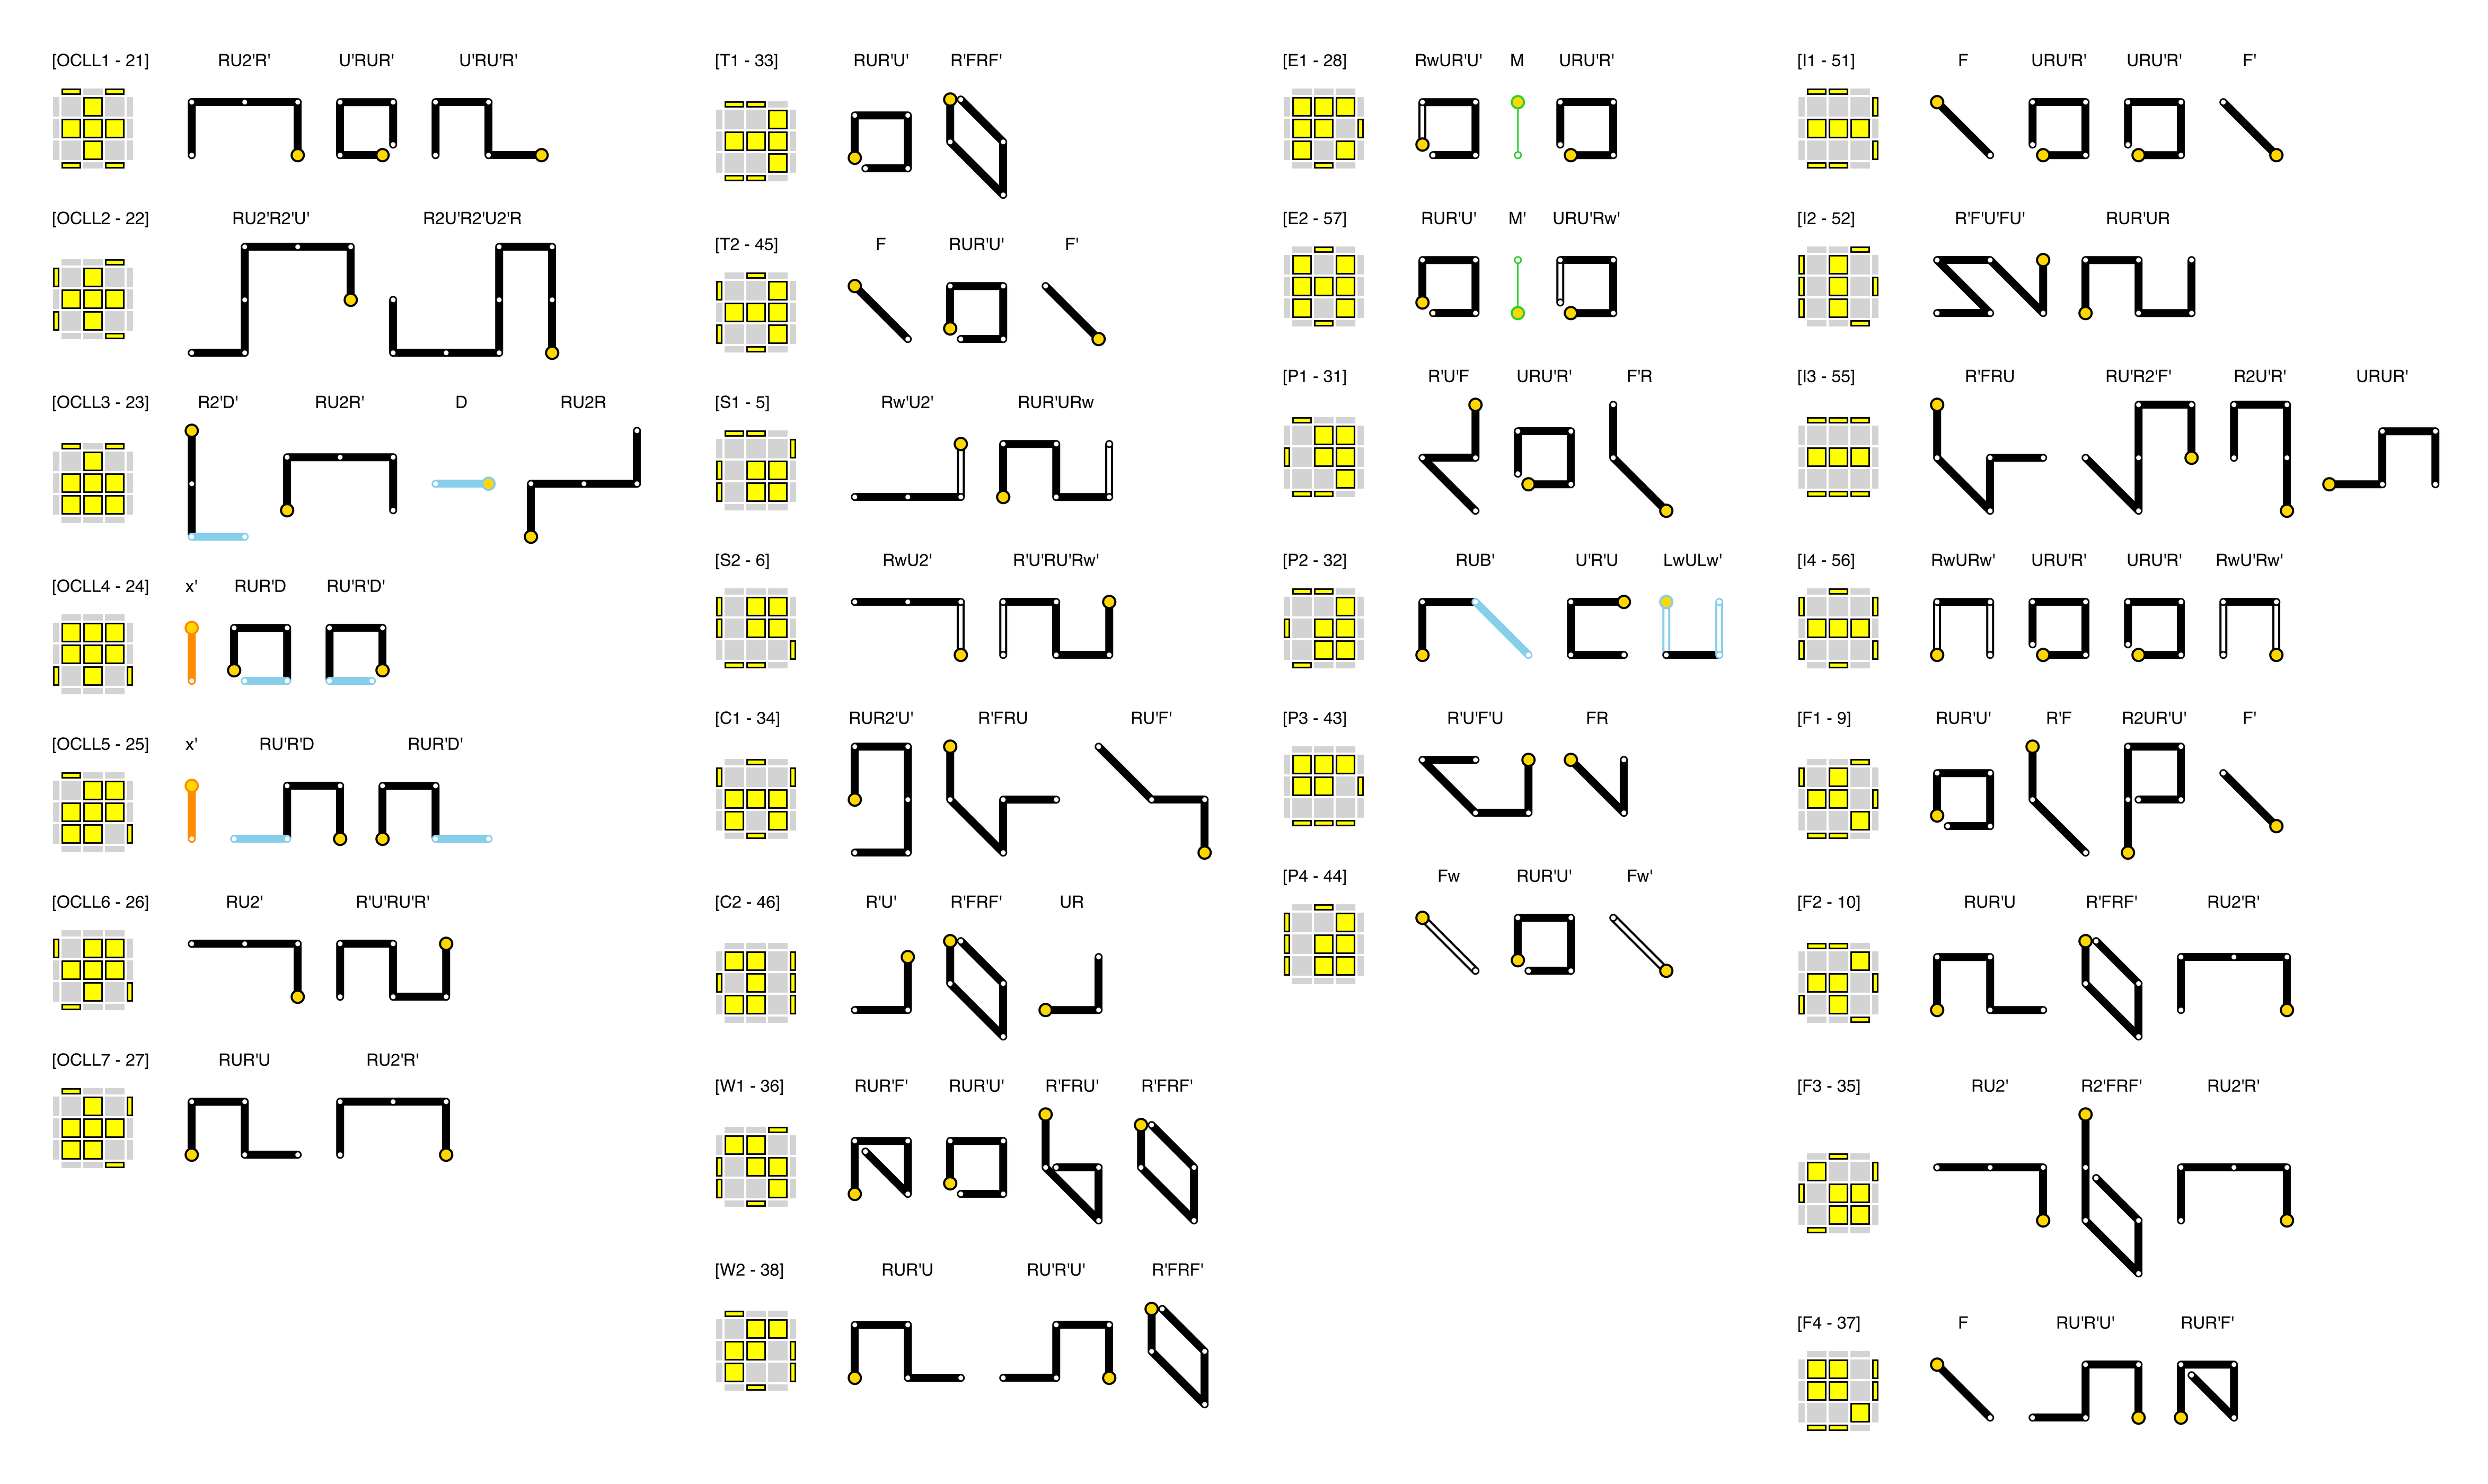 [OCLL1 - 21] RU2'R' U'RUR' U'RU'R'
[OCLL2 - 22] RU2'R2'U' R2U'R2'U2'R
[OCLL3 - 23] R2'D' RU2R' D RU2R
[OCLL4 - 24] x' RUR'D RU'R'D'
[OCLL5 - 25] x' RU'R'D RUR'D'
[OCLL6 - 26] RU2' R'U'RU'R'
[OCLL7 - 27] RUR'U RU2'R'
[T1 - 33] RUR'U' R'FRF'
[T2 - 45] F RUR'U' F'
[S1 - 5] Rw'U2' RUR'URw
[S2 - 6] RwU2' R'U'RU'Rw'
[C1 - 34] RUR2'U' R'FRU RU'F'
[C2 - 46] R'U' R'FRF' UR
[W1 - 36] RUR'F' RUR'U' R'FRU' R'FRF'
[W2 - 38] RUR'U RU'R'U' R'FRF'
[E1 - 28] RwUR'U' M URU'R'
[E2 - 57] RUR'U' M' URU'Rw'
[P1 - 31] R'U'F URU'R' F'R
[P2 - 32] RUB' U'R'U LwULw'
[P3 - 43] R'U'F'U FR
[P4 - 44] Fw RUR'U' Fw'
[I1 - 51] F URU'R' URU'R' F'
[I2 - 52] R'F'U'FU' RUR'UR
[I3 - 55] R'FRU RU'R2'F' R2U'R' URUR'
[I4 - 56] RwURw' URU'R' URU'R' RwU'Rw'
[F1 - 9] RUR'U' R'F R2UR'U' F'
[F2 - 10] RUR'U R'FRF' RU2'R'
[F3 - 35] RU2' R2'FRF' RU2'R'
[F4 - 37] F RU'R'U' RUR'F'